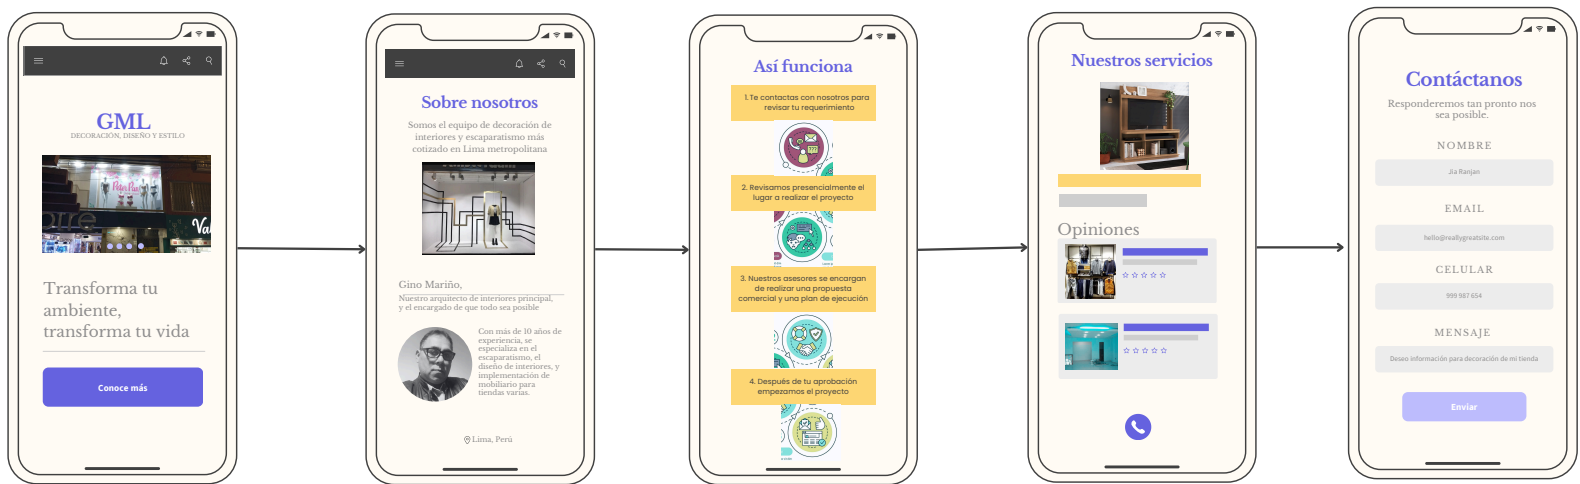 GML
DECORACIÓN, DISEÑO Y ESTILO
Transforma tu
ambiente,
transforma tu vida
Conoce más
Sobre nosotros
Somos el equipo de decoración de
interiores y escaparatismo más
cotizado en Lima metropolitana
Gino Mariño,
Nuestro arquitecto de interiores principal,
y el encargado de que todo sea posible
Con más de 10 años de
experiencia, se
especializa en el
escaparatismo, el
diseño de interiores, y
implementación de
mobiliario para
tiendas varias.
Lima, Perú
Así funciona
1. Te contactas con nosotros para
revisar tu requerimiento
2. Revisamos presencialmente el
lugar a realizar el proyecto
3. Nuestros asesores se encargan
de realizar una propuesta
comercial y una plan de ejecución
4. Después de tu aprobación
empezamos el proyecto
Nuestros servicios
Opiniones
Contáctanos
Responderemos tan pronto nos
sea posible.
NOMBRE
Jia Ranjan
EMAIL
hello@reallygreatsite.com
CELULAR
999 987 654
MENSAJE
Deseo información para decoración de mi tienda
Enviar